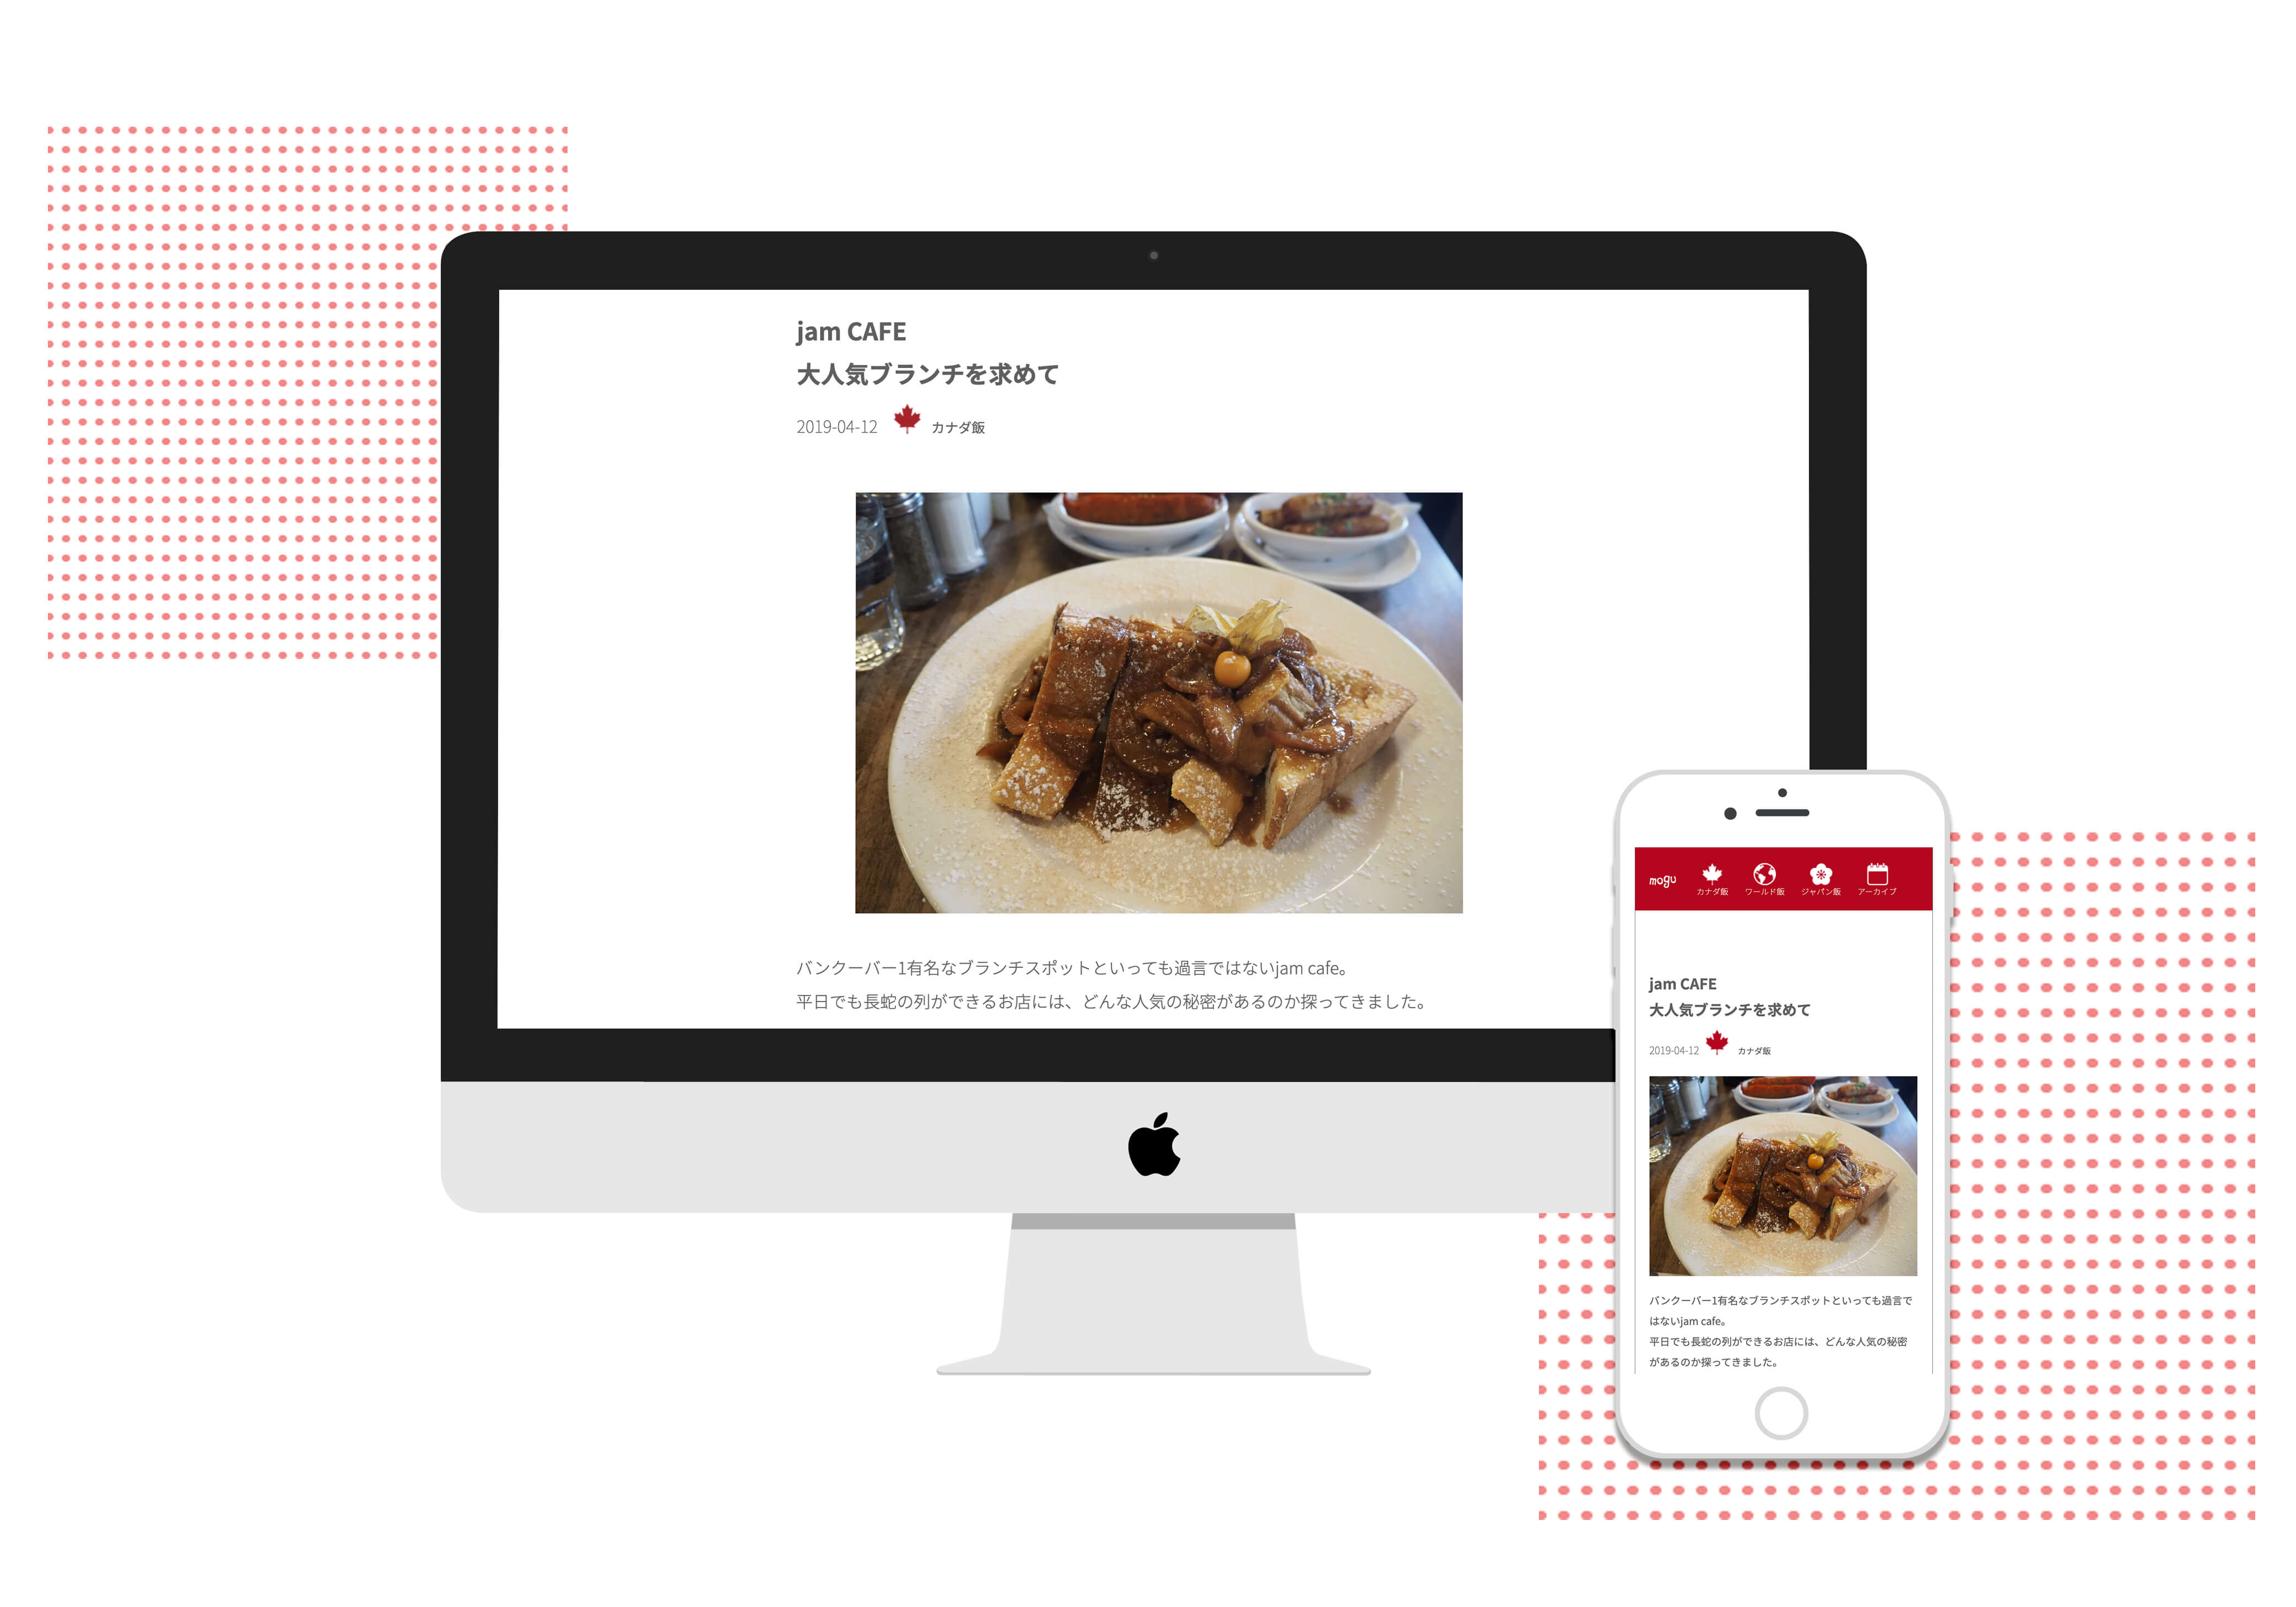 jam CAFE
大人気ブランチを求めて
2019-04-12 カナダ飯
バンクーバー1有名なブランチスポットといっても過言ではないjam cafe。
平日でも長蛇の列ができるお店には、どんな人気の秘密があるのか探ってきました。
mogu カナダ飯 ワールド飯 ジャパン飯 アーカイブ
jam CAFE
大人気ブランチを求めて
2019-04-12 カナダ飯
バンクーバー1有名なブランチスポットといっても過言で
はないjam cafe。
平日でも長蛇の列ができるお店には、どんな人気の秘密
があるのか探ってきました。